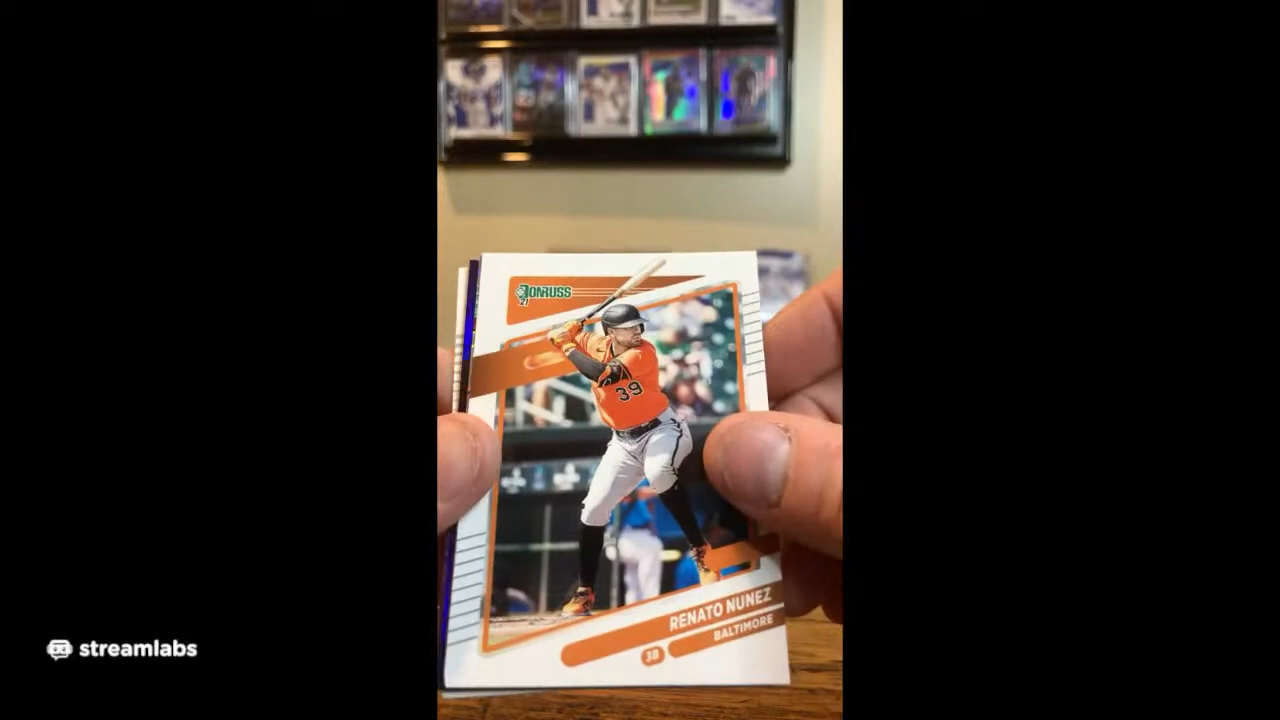 DONRUSS
21
39
RENATO NUNEZ
BALTIMORE
3B
streamlabs